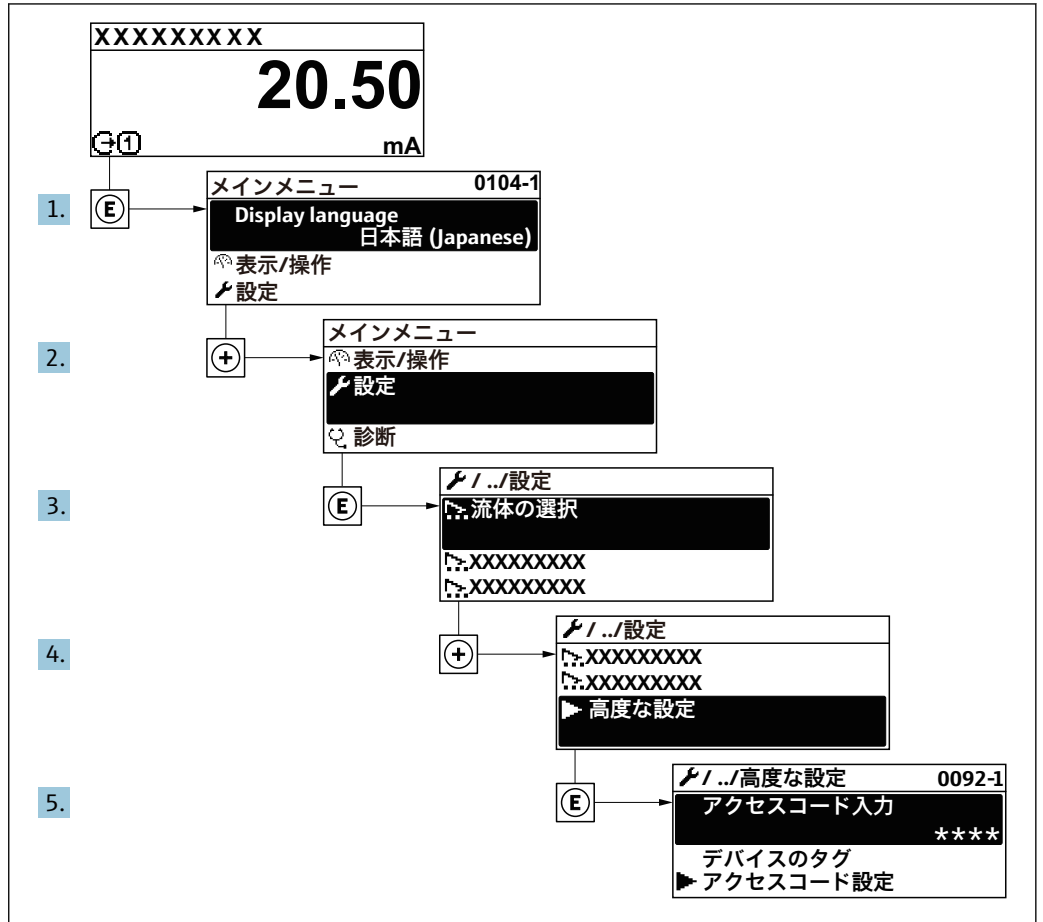 XXXXXXXXX
20.50
①
mA
1.
E
メインメニュー 0104-1
Display language
日本語 (Japanese)
表示/操作
設定
2.
+
メインメニュー
表示/操作
設定
診断
3.
E
/ ../設定
流体の選択
XXXXXXXXX
XXXXXXXXX
4.
+
/ ../設定
XXXXXXXXX
XXXXXXXXX
高度な設定
5.
E
/ ../高度な設定 0092-1
アクセスコード入力
****
デバイスのタグ
アクセスコード設定